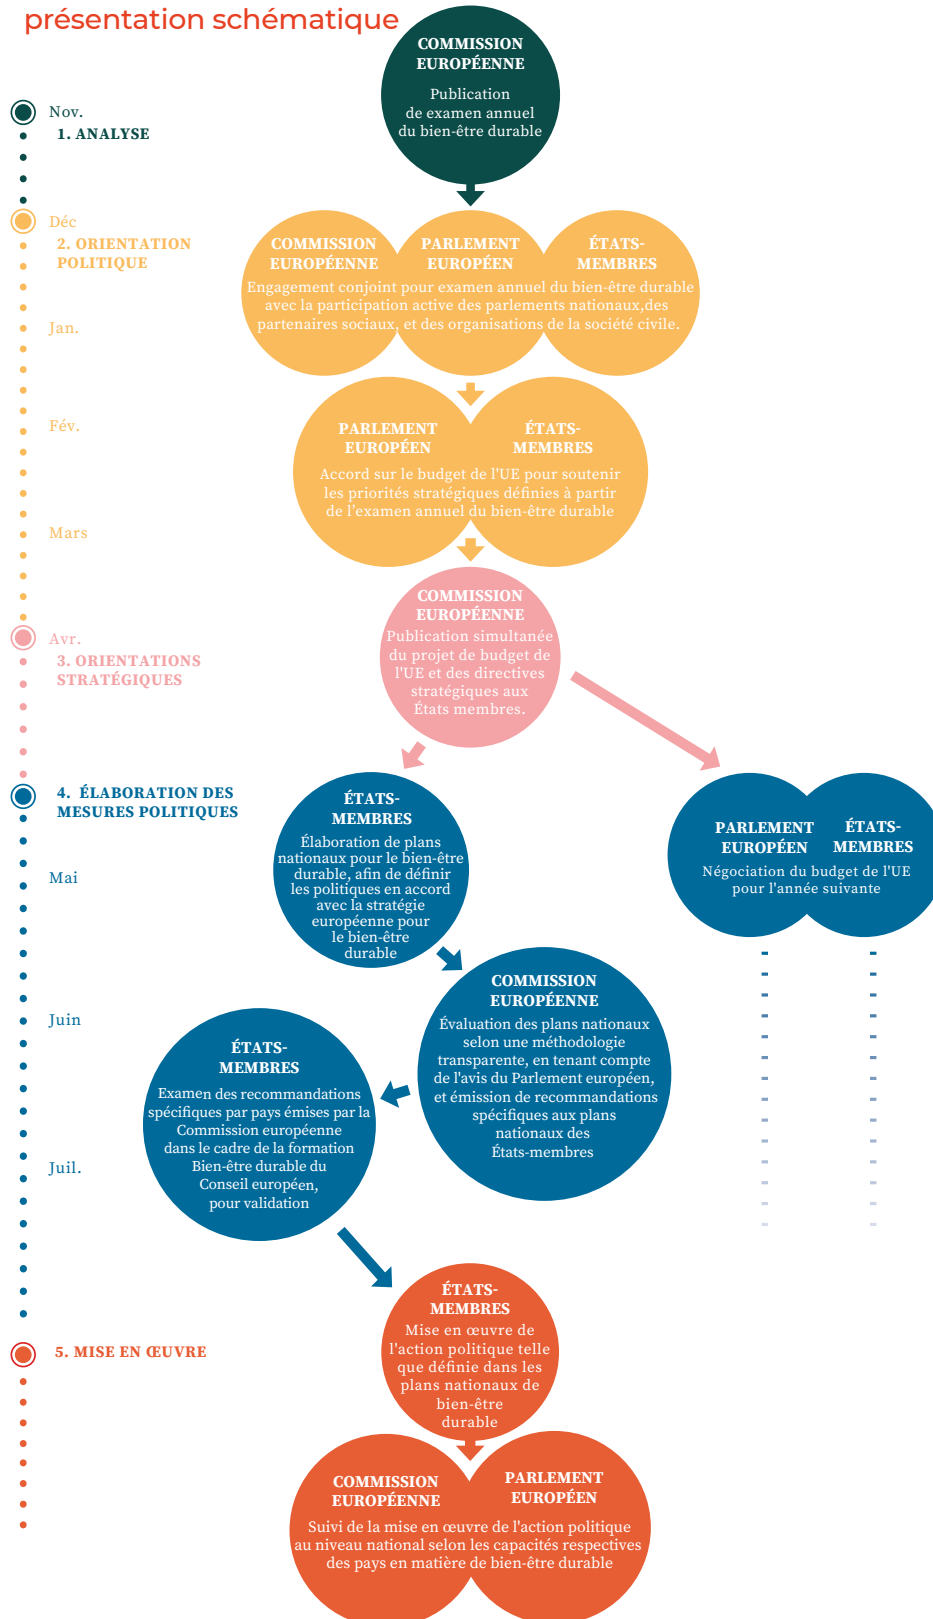 présentation schématique
COMMISSION
EUROPÉENNE
Publication
de examen annuel
du bien-être durable
Nov.
1. ANALYSE
Déc
2. ORIENTATION
POLITIQUE
COMMISSION
EUROPÉENNE
PARLEMENT
EUROPÉEN
ÉTATS-
MEMBRES
Engagement conjoint pour examen annuel du bien-être durable
avec la participation active des parlements nationaux,des
partenaires sociaux, et des organisations de la société civile.
Jan.
Fév.
PARLEMENT
EUROPÉEN
ÉTATS-
MEMBRES
Accord sur le budget de l'UE pour soutenir
les priorités stratégiques définies à partir
de l’examen annuel du bien-être durable
Mars
COMMISSION
EUROPÉENNE
Publication simultanée
du projet de budget de
l'UE et des directives
stratégiques aux
États membres.
Avr.
3. ORIENTATIONS
STRATÉGIQUES
4. ÉLABORATION DES
MESURES POLITIQUES
ÉTATS-
MEMBRES
Élaboration de plans
nationaux pour le bien-être
durable, afin de définir
les politiques en accord
avec la stratégie
européenne pour
le bien-être
durable
PARLEMENT
EUROPÉEN
ÉTATS-
MEMBRES
Négociation du budget de l'UE
pour l'année suivante
Mai
COMMISSION
EUROPÉENNE
Évaluation des plans nationaux
selon une méthodologie
transparente, en tenant compte
de l'avis du Parlement européen,
et émission de recommandations
spécifiques aux plans
nationaux des
États-membres
Juin
ÉTATS-
MEMBRES
Examen des recommandations
spécifiques par pays émises par la
Commission européenne
dans le cadre de la formation
Bien-être durable du
Conseil européen,
pour validation
Juil.
ÉTATS-
MEMBRES
Mise en œuvre de
l'action politique telle
que définie dans les
plans nationaux de
bien-être
durable
5. MISE EN ŒUVRE
COMMISSION
EUROPÉENNE
PARLEMENT
EUROPÉEN
Suivi de la mise en œuvre de l'action politique
au niveau national selon les capacités respectives
des pays en matière de bien-être durable